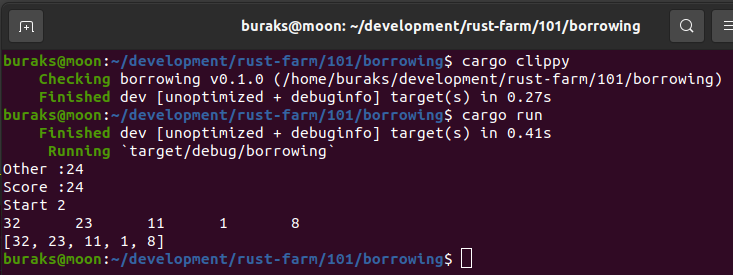 buraks@moon: ~/development/rust-farm/101/borrowing
buraks@moon:~/development/rust-farm/101/borrowing$ cargo clippy
    Checking borrowing v0.1.0 (/home/buraks/development/rust-farm/101/borrowing)
    Finished dev [unoptimized + debuginfo] target(s) in 0.27s
buraks@moon:~/development/rust-farm/101/borrowing$ cargo run
    Finished dev [unoptimized + debuginfo] target(s) in 0.41s
     Running `target/debug/borrowing`
Other :24
Score :24
Start 2
32      23      11      1       8
[32, 23, 11, 1, 8]
buraks@moon:~/development/rust-farm/101/borrowing$